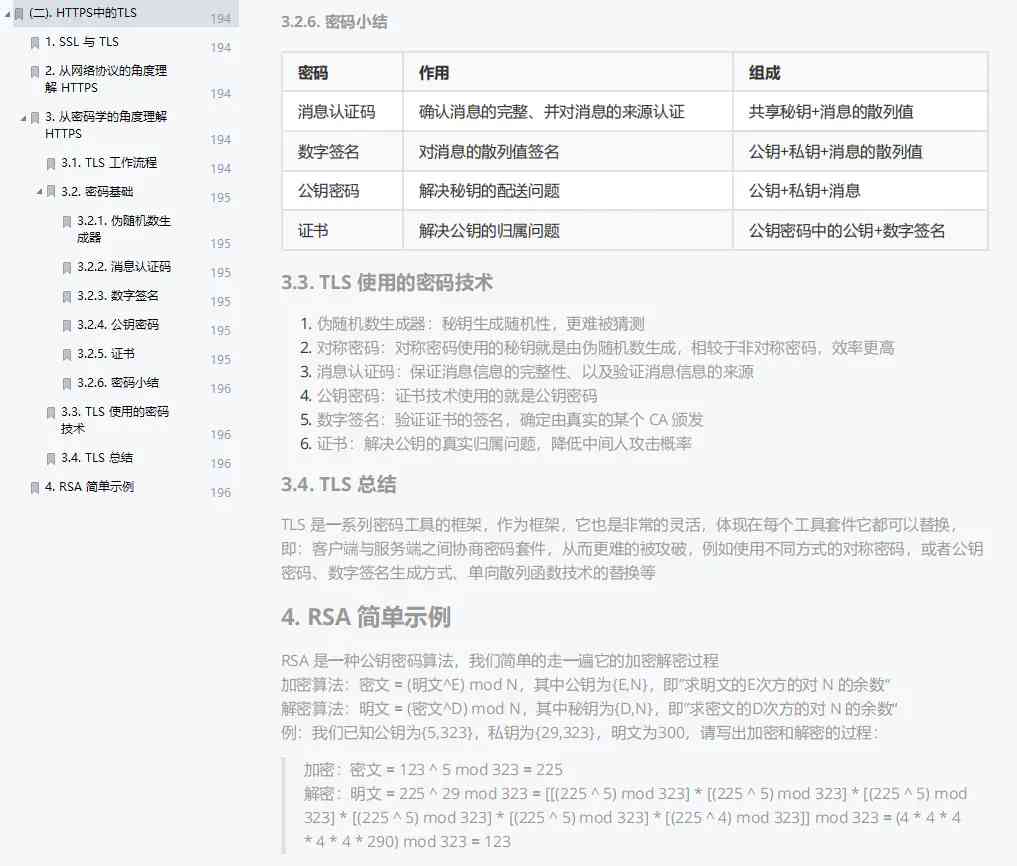 (二). HTTPS中的TLS 194
1. SSL 与 TLS 194
2. 从网络协议的角度理
解 HTTPS 194
3. 从密码学的角度理解
HTTPS 194
3.1. TLS 工作流程 194
3.2. 密码基础 195
3.2.1. 伪随机数生
成器 195
3.2.2. 消息认证码 195
3.2.3. 数字签名 195
3.2.4. 公钥密码 195
3.2.5. 证书 195
3.2.6. 密码小结 196
3.3. TLS 使用的密码
技术 196
3.4. TLS 总结 196
4. RSA 简单示例 196
3.2.6. 密码小结
密码 作用 组成
消息认证码 确认消息的完整、并对消息的来源认证 共享秘钥+消息的散列值
数字签名 对消息的散列值签名 公钥+私钥+消息的散列值
公钥密码 解决秘钥的配送问题 公钥+私钥+消息
证书 解决公钥的归属问题 公钥密码中的公钥+数字签名
3.3. TLS 使用的密码技术
1. 伪随机数生成器：秘钥生成随机性，更难被猜测
2. 对称密码：对称密码使用的秘钥就是由伪随机数生成，相较于非对称密码，效率更高
3. 消息认证码：保证消息信息的完整性、以及验证消息信息的来源
4. 公钥密码：证书技术使用的就是公钥密码
5. 数字签名：验证证书的签名，确定由真实的某个 CA 颁发
6. 证书：解决公钥的真实归属问题，降低中间人攻击概率
3.4. TLS 总结
TLS 是一系列密码工具的框架，作为框架，它也是非常的灵活，体现在每个工具套件它都可以替换，
即：客户端与服务端之间协商密码套件，从而更难的被攻破，例如使用不同方式的对称密码，或者公钥
密码、数字签名生成方式、单向散列函数技术的替换等
4. RSA 简单示例
RSA 是一种公钥密码算法，我们简单的走一遍它的加密解密过程
加密算法：密文 = (明文^E) mod N，其中公钥为{E,N}，即”求明文的E次方的对 N 的余数“
解密算法：明文 = (密文^D) mod N，其中秘钥为{D,N}，即”求密文的D次方的对 N 的余数“
例：我们已知公钥为{5,323}，私钥为{29,323}，明文为300，请写出加密和解密的过程：
加密：密文 = 123 ^ 5 mod 323 = 225
解密：明文 = 225 ^ 29 mod 323 = [[(225 ^ 5) mod 323] * [(225 ^ 5) mod 323] * [(225 ^ 5) mod
323] * [(225 ^ 5) mod 323] * [(225 ^ 5) mod 323] * [(225 ^ 4) mod 323]] mod 323 = (4 * 4 * 4
* 4 * 4 * 290) mod 323 = 123